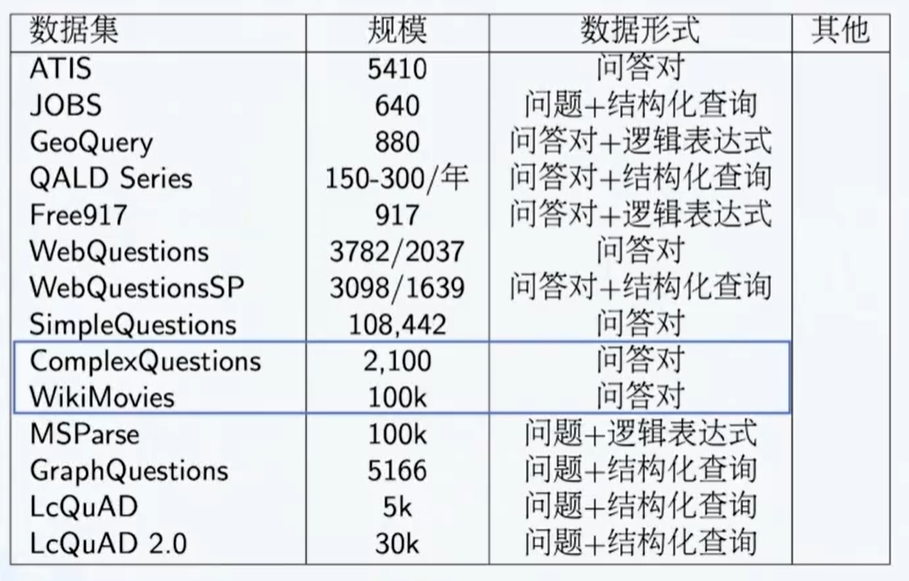 数据集 规模 数据形式 其他
ATIS 5410 问答对
JOBS 640 问题+结构化查询
GeoQuery 880 问答对+逻辑表达式
QALD Series 150-300/年 问答对+结构化查询
Free917 917 问答对+逻辑表达式
WebQuestions 3782/2037 问答对
WebQuestionsSP 3098/1639 问答对+结构化查询
SimpleQuestions 108,442 问答对
ComplexQuestions 2,100 问答对
WikiMovies 100k 问答对
MSParse 100k 问题+逻辑表达式
GraphQuestions 5166 问题+结构化查询
LcQuAD 5k 问题+结构化查询
LcQuAD 2.0 30k 问题+结构化查询